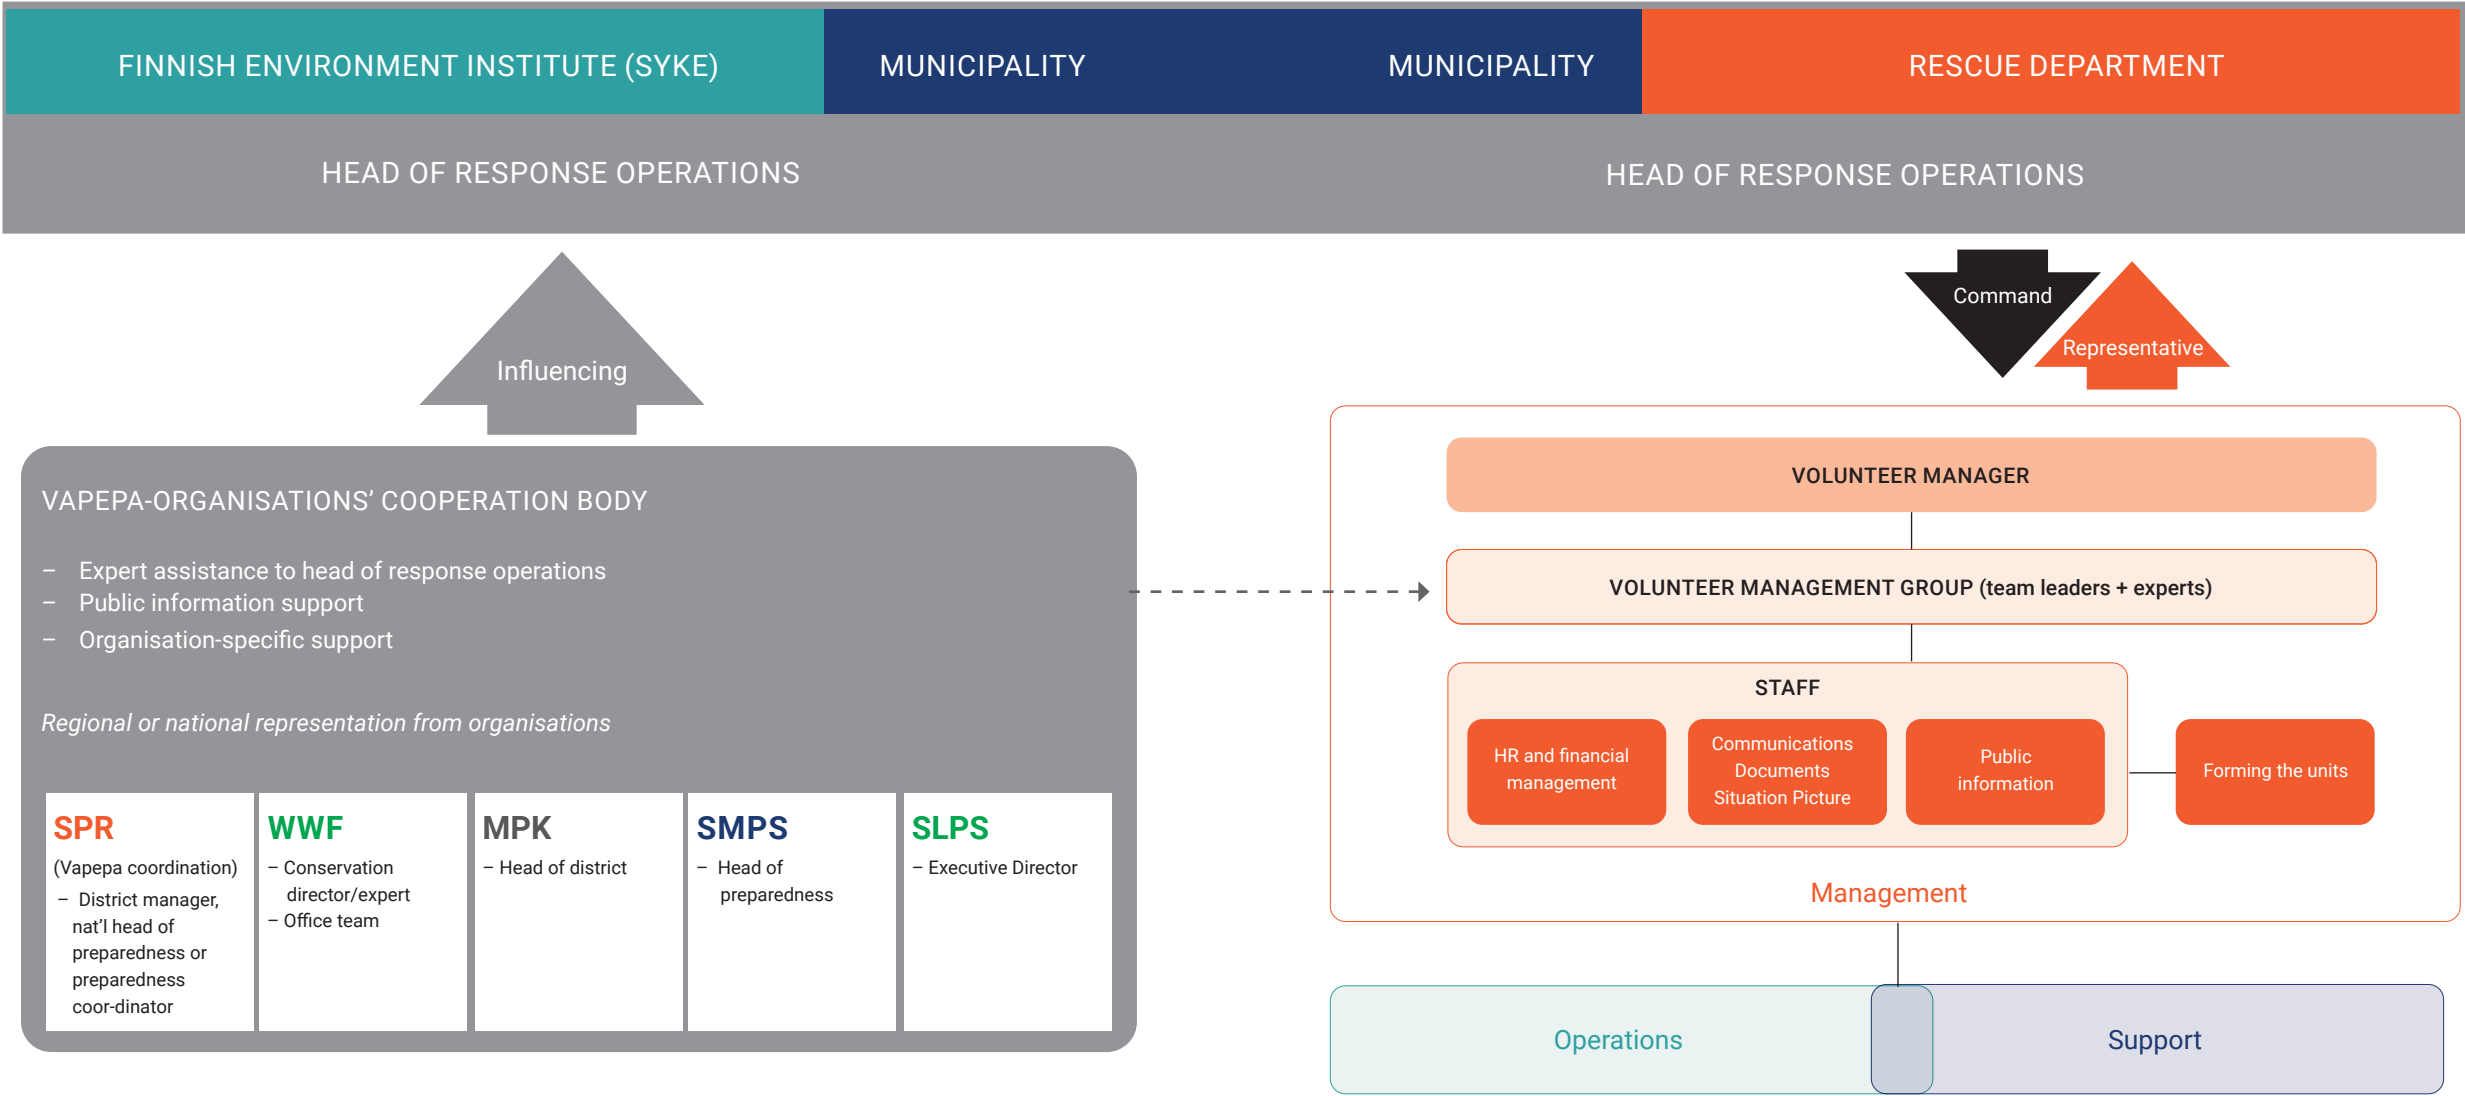 FINNISH ENVIRONMENT INSTITUTE (SYKE)
MUNICIPALITY
MUNICIPALITY
RESCUE DEPARTMENT
HEAD OF RESPONSE OPERATIONS
HEAD OF RESPONSE OPERATIONS
Influencing
Command
Representative
VAPEPA-ORGANISATIONS’ COOPERATION BODY
– Expert assistance to head of response operations
– Public information support
– Organisation-specific support
Regional or national representation from organisations
SPR
(Vapepa coordination)
– District manager,
nat’l head of
preparedness or
preparedness
coor-dinator
WWF
– Conservation
director/expert
– Office team
MPK
– Head of district
SMPS
– Head of
preparedness
SLPS
– Executive Director
VOLUNTEER MANAGER
VOLUNTEER MANAGEMENT GROUP (team leaders + experts)
STAFF
HR and financial
management
Communications
Documents
Situation Picture
Public
information
Forming the units
Management
Operations
Support